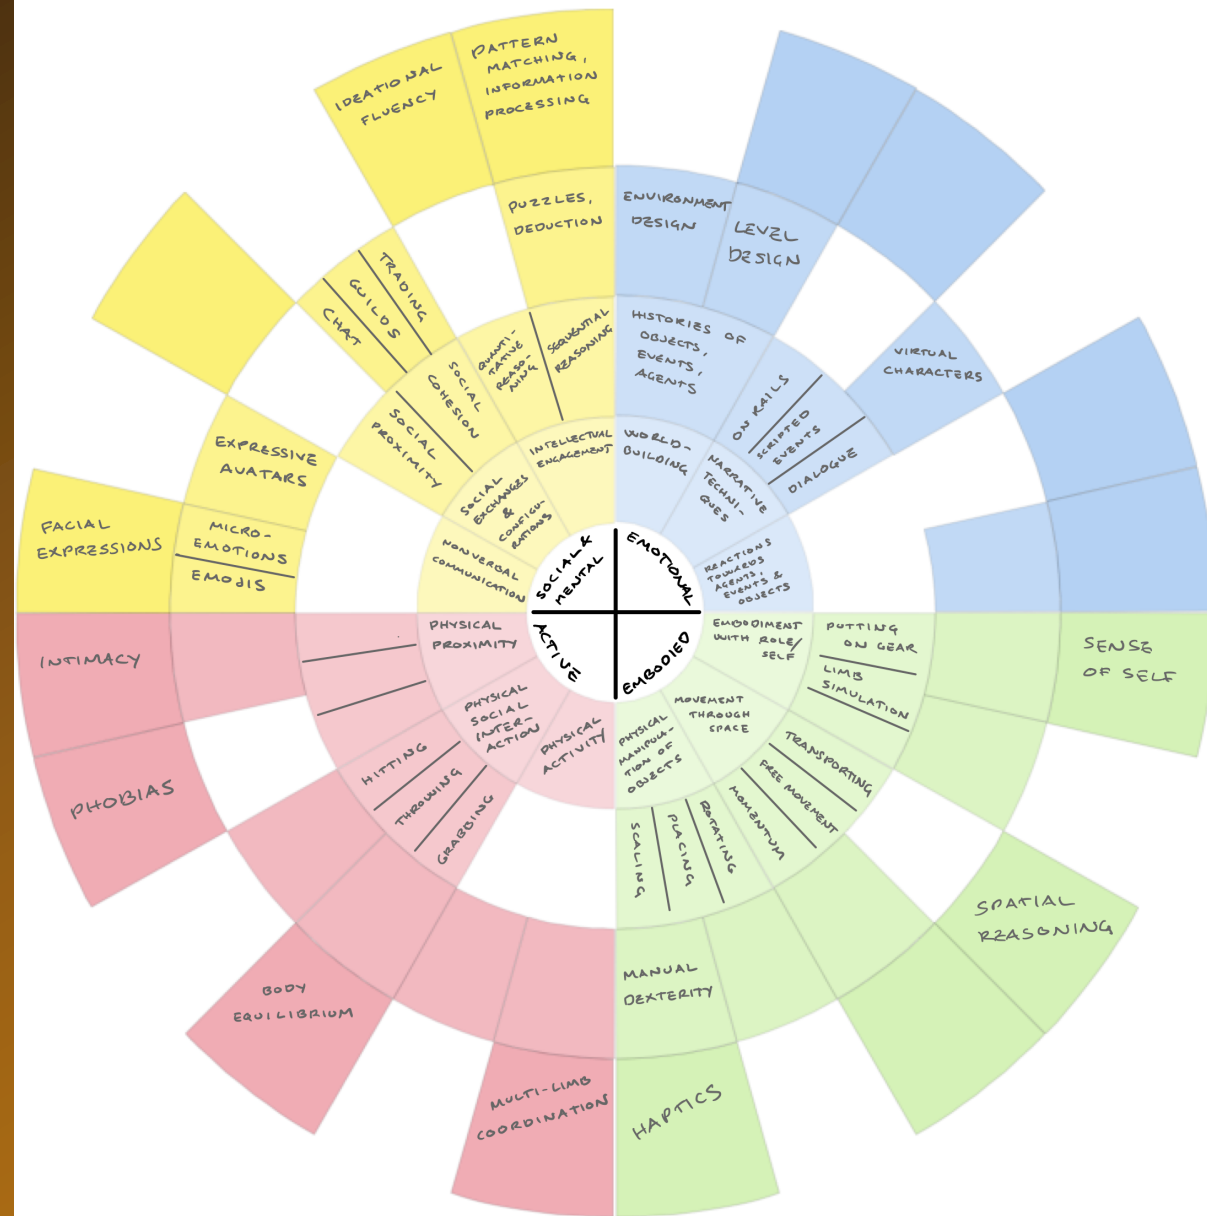 SOCIAL &
MENTAL
EMOTIONAL
ACTIVE
EMBODIED
IDEATIONAL
FLUENCY
PATTERN
MATCHING,
INFORMATION
PROCESSING
PUZZLES,
DEDUCTION
TRADING
GUILDS
CHAT
QUANTI-
TATIVE
REASO-
NING
SEQUENTIAL
REASONING
SOCIAL
COHESION
SOCIAL
PROXIMITY
INTELLECTUAL
ENGAGEMENT
SOCIAL
EXCHANGES
&
CONFIGU-
RATIONS
NONVERBAL
COMMUNICATION
EXPRESSIVE
AVATARS
MICRO-
EMOTIONS
EMOJIS
FACIAL
EXPRESSIONS
ENVIRONMENT
DESIGN
LEVEL
DESIGN
HISTORIES OF
OBJECTS,
EVENTS,
AGENTS
ON RAILS
SCRIPTED
EVENTS
DIALOGUE
VIRTUAL
CHARACTERS
WORLD-
BUILDING
NARRATIVE
TECHNI-
QUES
REACTIONS
TOWARDS
AGENTS,
EVENTS &
OBJECTS
EMBODIMENT
WITH ROLE/
SELF
PUTTING
ON GEAR
LIMB
SIMULATION
SENSE
OF SELF
MOVEMENT
THROUGH
SPACE
TRANSPORTING
FREE MOVEMENT
MOMENTUM
SPATIAL
REASONING
PHYSICAL
MANIPULA-
TION OF
OBJECTS
ROTATING
PLACING
SCALING
MANUAL
DEXTERITY
HAPTICS
PHYSICAL
PROXIMITY
PHYSICAL
SOCIAL
INTER-
ACTION
PHYSICAL
ACTIVITY
HITTING
THROWING
GRABBING
INTIMACY
PHOBIAS
BODY
EQUILIBRIUM
MULTI-LIMB
COORDINATION